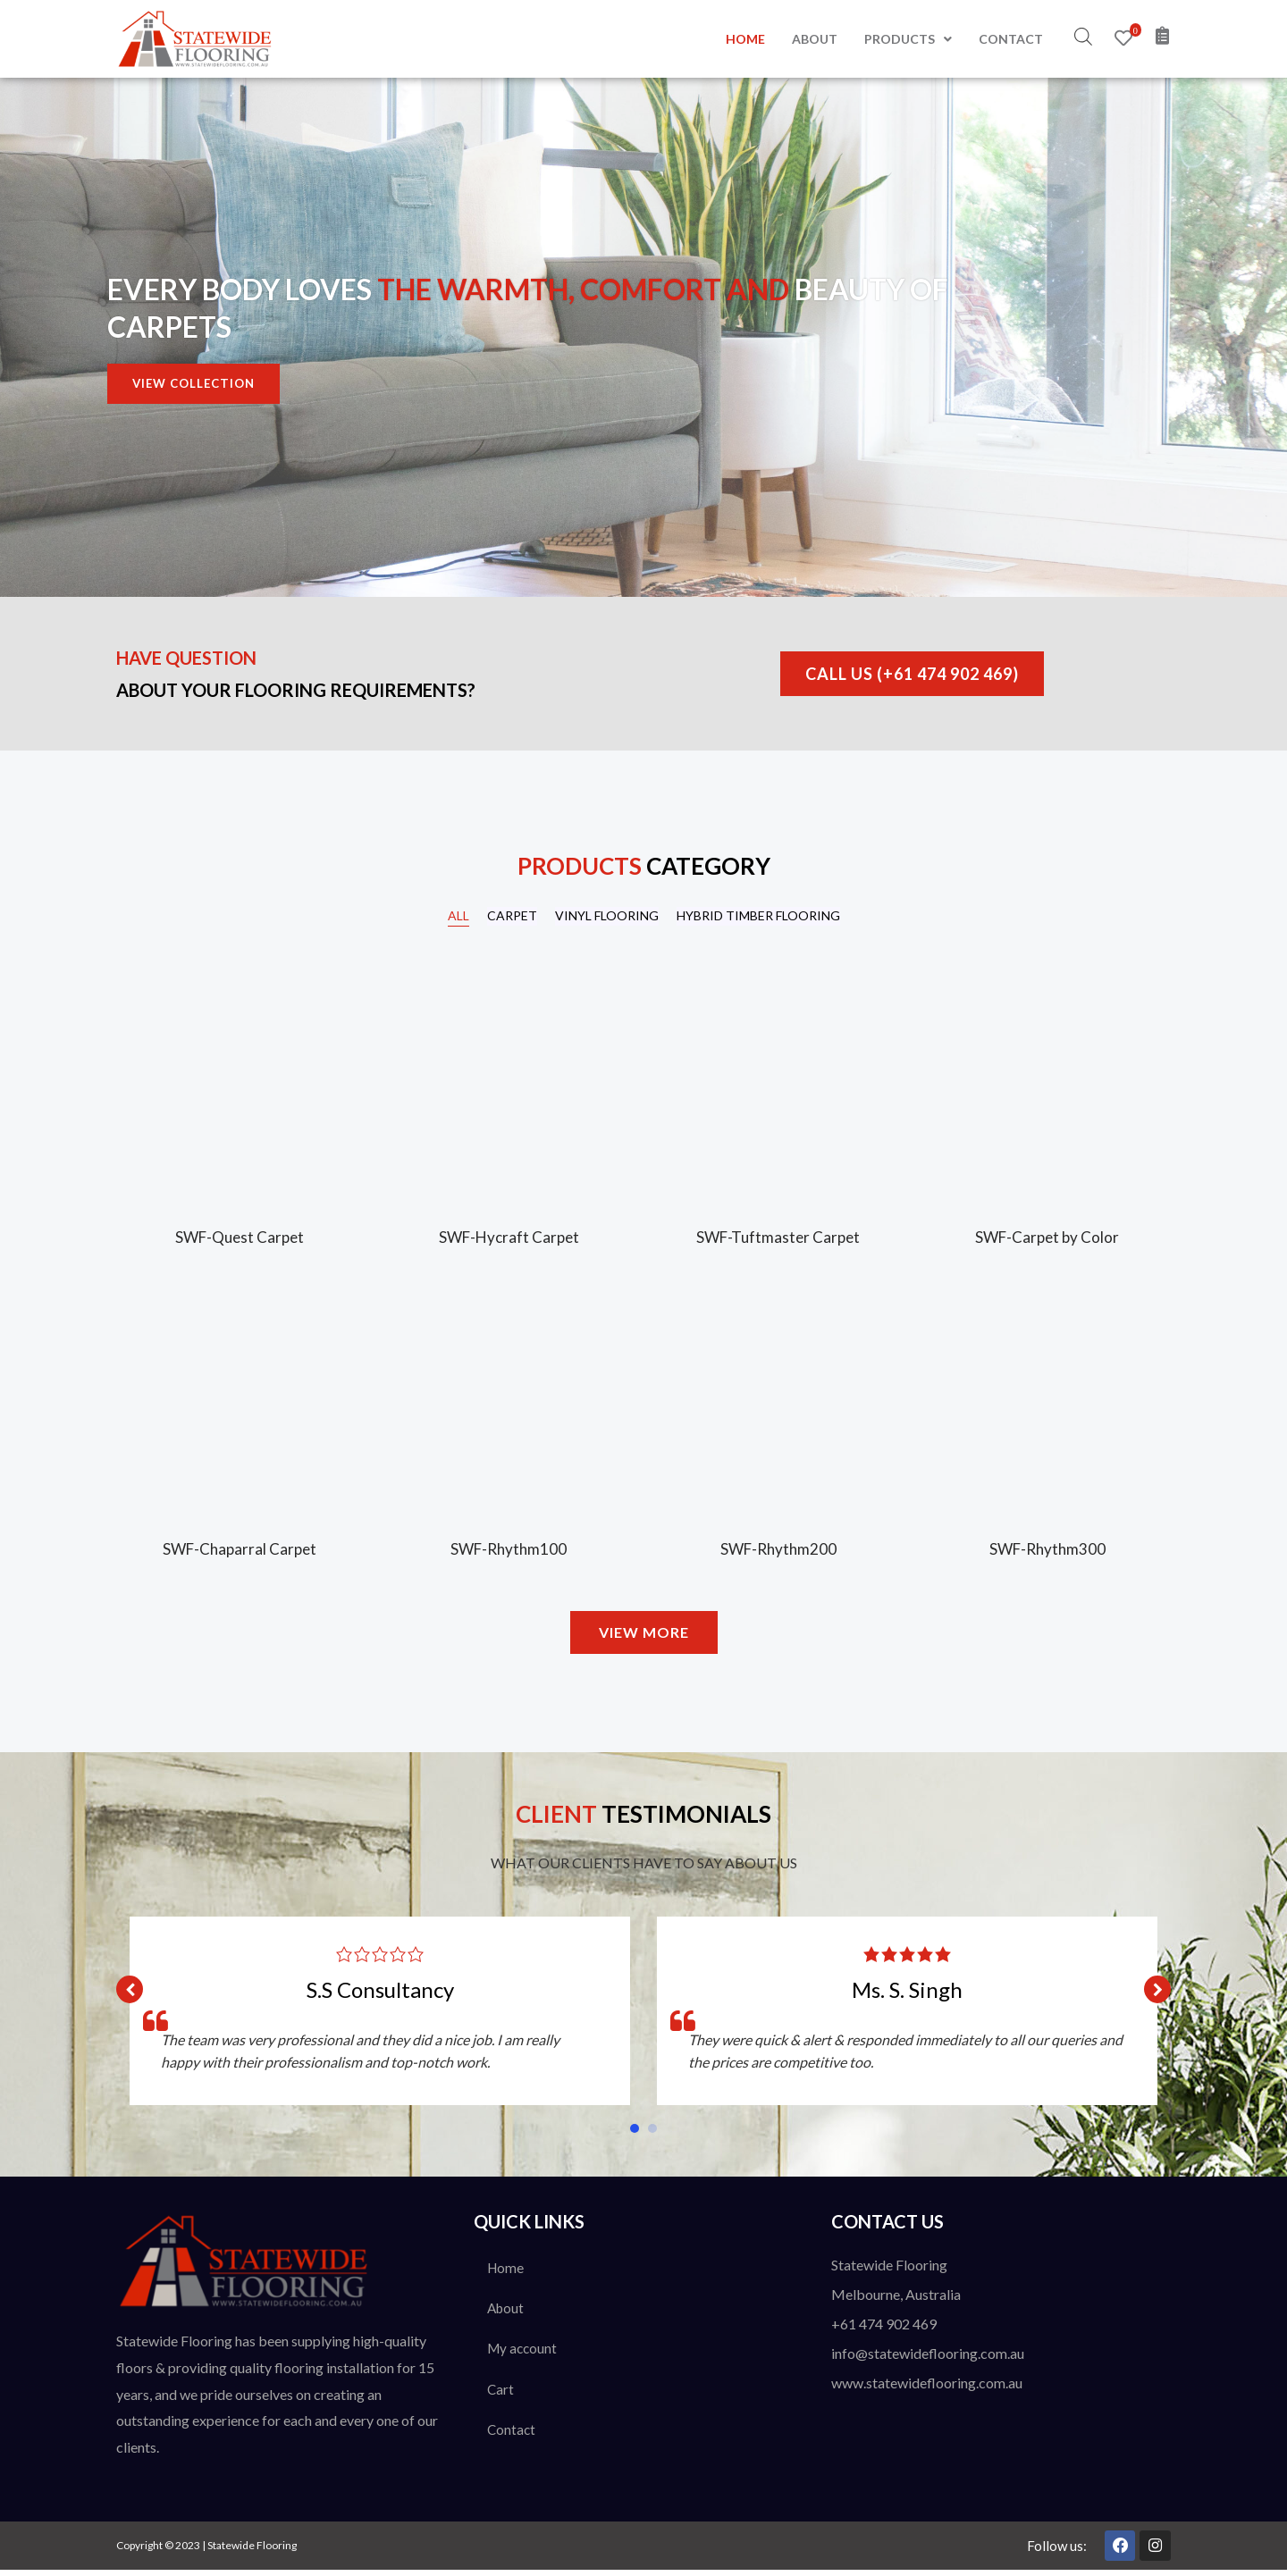 STATEWIDE
FLOORING
WWW.STATEWIDEFLOORING.COM.AU
HOME
ABOUT
PRODUCTS
CONTACT
0
EVERY BODY LOVES THE WARMTH, COMFORT AND BEAUTY OF
CARPETS
VIEW COLLECTION
HAVE QUESTION
ABOUT YOUR FLOORING REQUIREMENTS?
CALL US (+61 474 902 469)
PRODUCTS CATEGORY
ALL
CARPET
VINYL FLOORING
HYBRID TIMBER FLOORING
SWF-Quest Carpet
SWF-Hycraft Carpet
SWF-Tuftmaster Carpet
SWF-Carpet by Color
SWF-Chaparral Carpet
SWF-Rhythm100
SWF-Rhythm200
SWF-Rhythm300
VIEW MORE
CLIENT TESTIMONIALS
WHAT OUR CLIENTS HAVE TO SAY ABOUT US
S.S Consultancy
The team was very professional and they did a nice job. I am really
happy with their professionalism and top-notch work.
Ms. S. Singh
They were quick & alert & responded immediately to all our queries and
the prices are competitive too.
STATEWIDE
FLOORING
WWW.STATEWIDEFLOORING.COM.AU
Statewide Flooring has been supplying high-quality
floors & providing quality flooring installation for 15
years, and we pride ourselves on creating an
outstanding experience for each and every one of our
clients.
QUICK LINKS
Home
About
My account
Cart
Contact
CONTACT US
Statewide Flooring
Melbourne, Australia
+61 474 902 469
info@statewideflooring.com.au
www.statewideflooring.com.au
Copyright © 2023 | Statewide Flooring
Follow us: